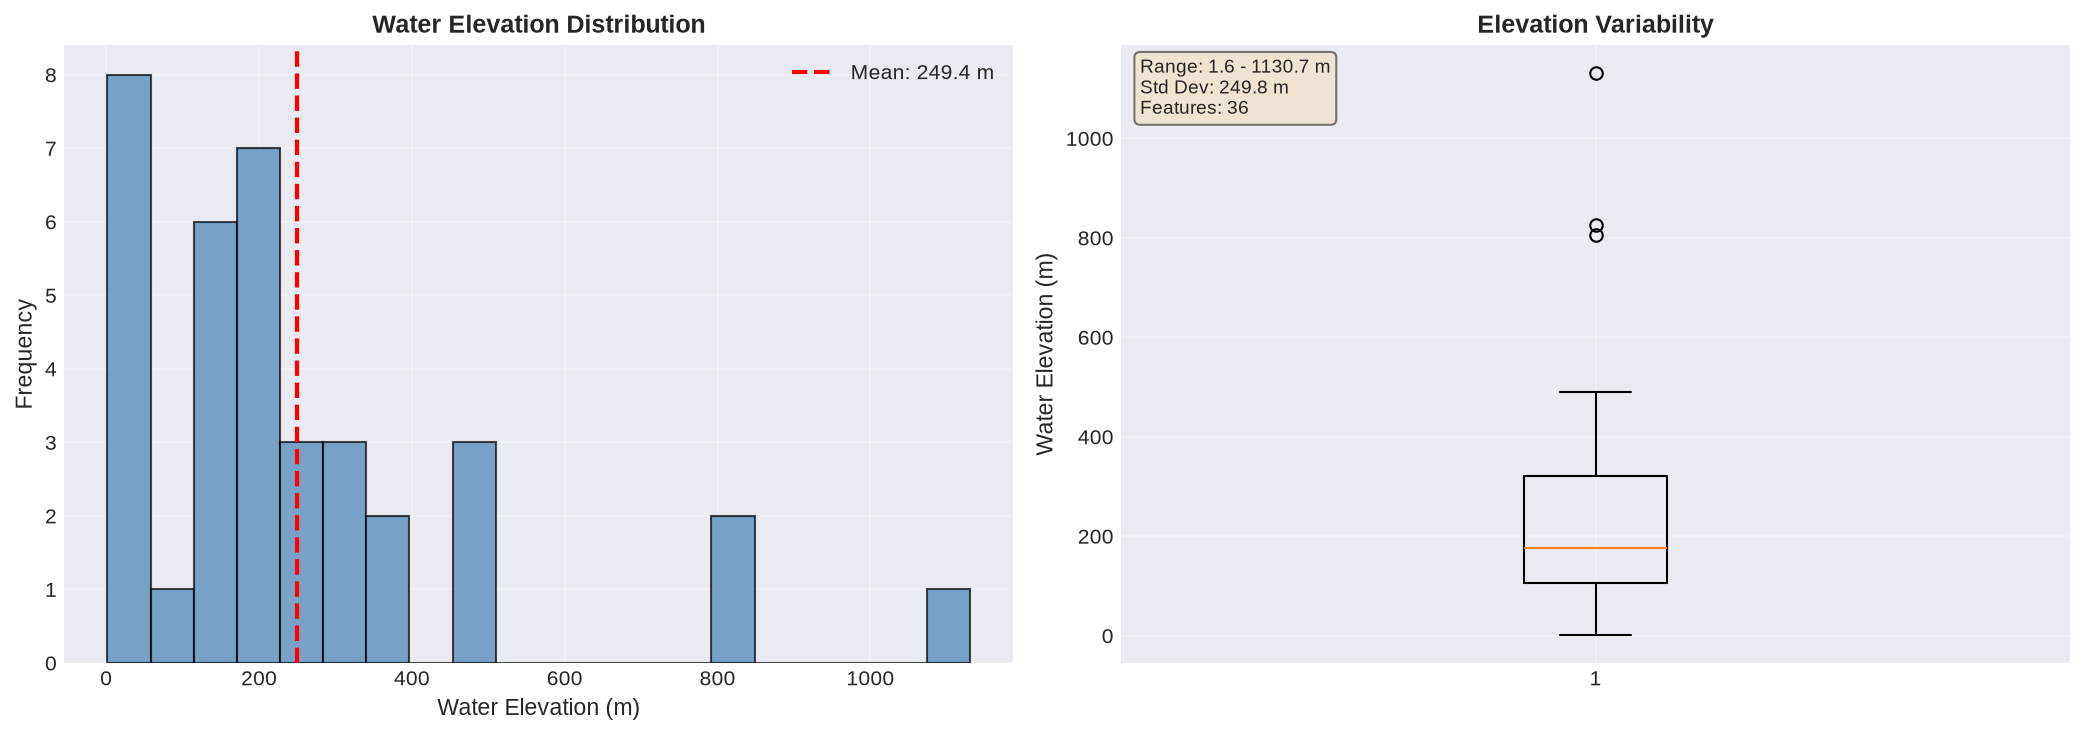 Water Elevation Distribution
8
7
6
5
4
3
2
1
0
Frequency
Mean: 249.4 m
0 200 400 600 800 1000
Water Elevation (m)
Elevation Variability
Range: 1.6 - 1130.7 m
Std Dev: 249.8 m
Features: 36
1000
800
600
400
200
0
Water Elevation (m)
1